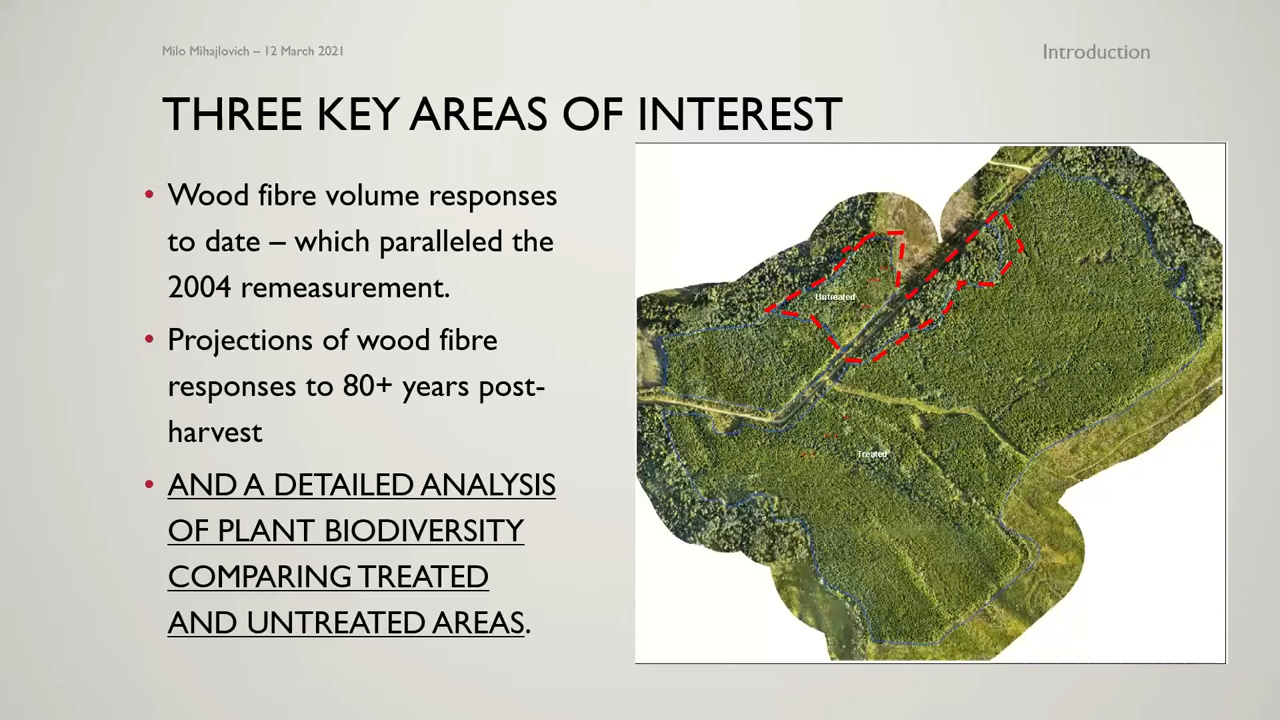 Milo Mihajlovich – 12 March 2021
Introduction
THREE KEY AREAS OF INTEREST
• Wood fibre volume responses
to date – which paralleled the
2004 remeasurement.
• Projections of wood fibre
responses to 80+ years post-
harvest
• AND A DETAILED ANALYSIS
OF PLANT BIODIVERSITY
COMPARING TREATED
AND UNTREATED AREAS.
Untreated
Treated